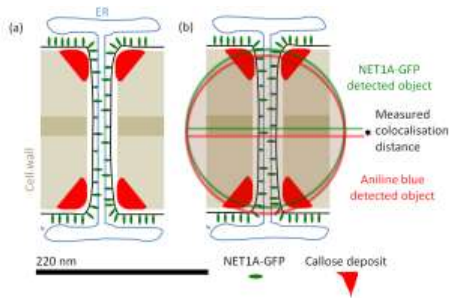 (a)
ER
(b)
NET1A-GFP
detected object
Measured
colocalisation
distance
Aniline blue
detected object
Cell wall
220 nm
NET1A-GFP
Callose deposit